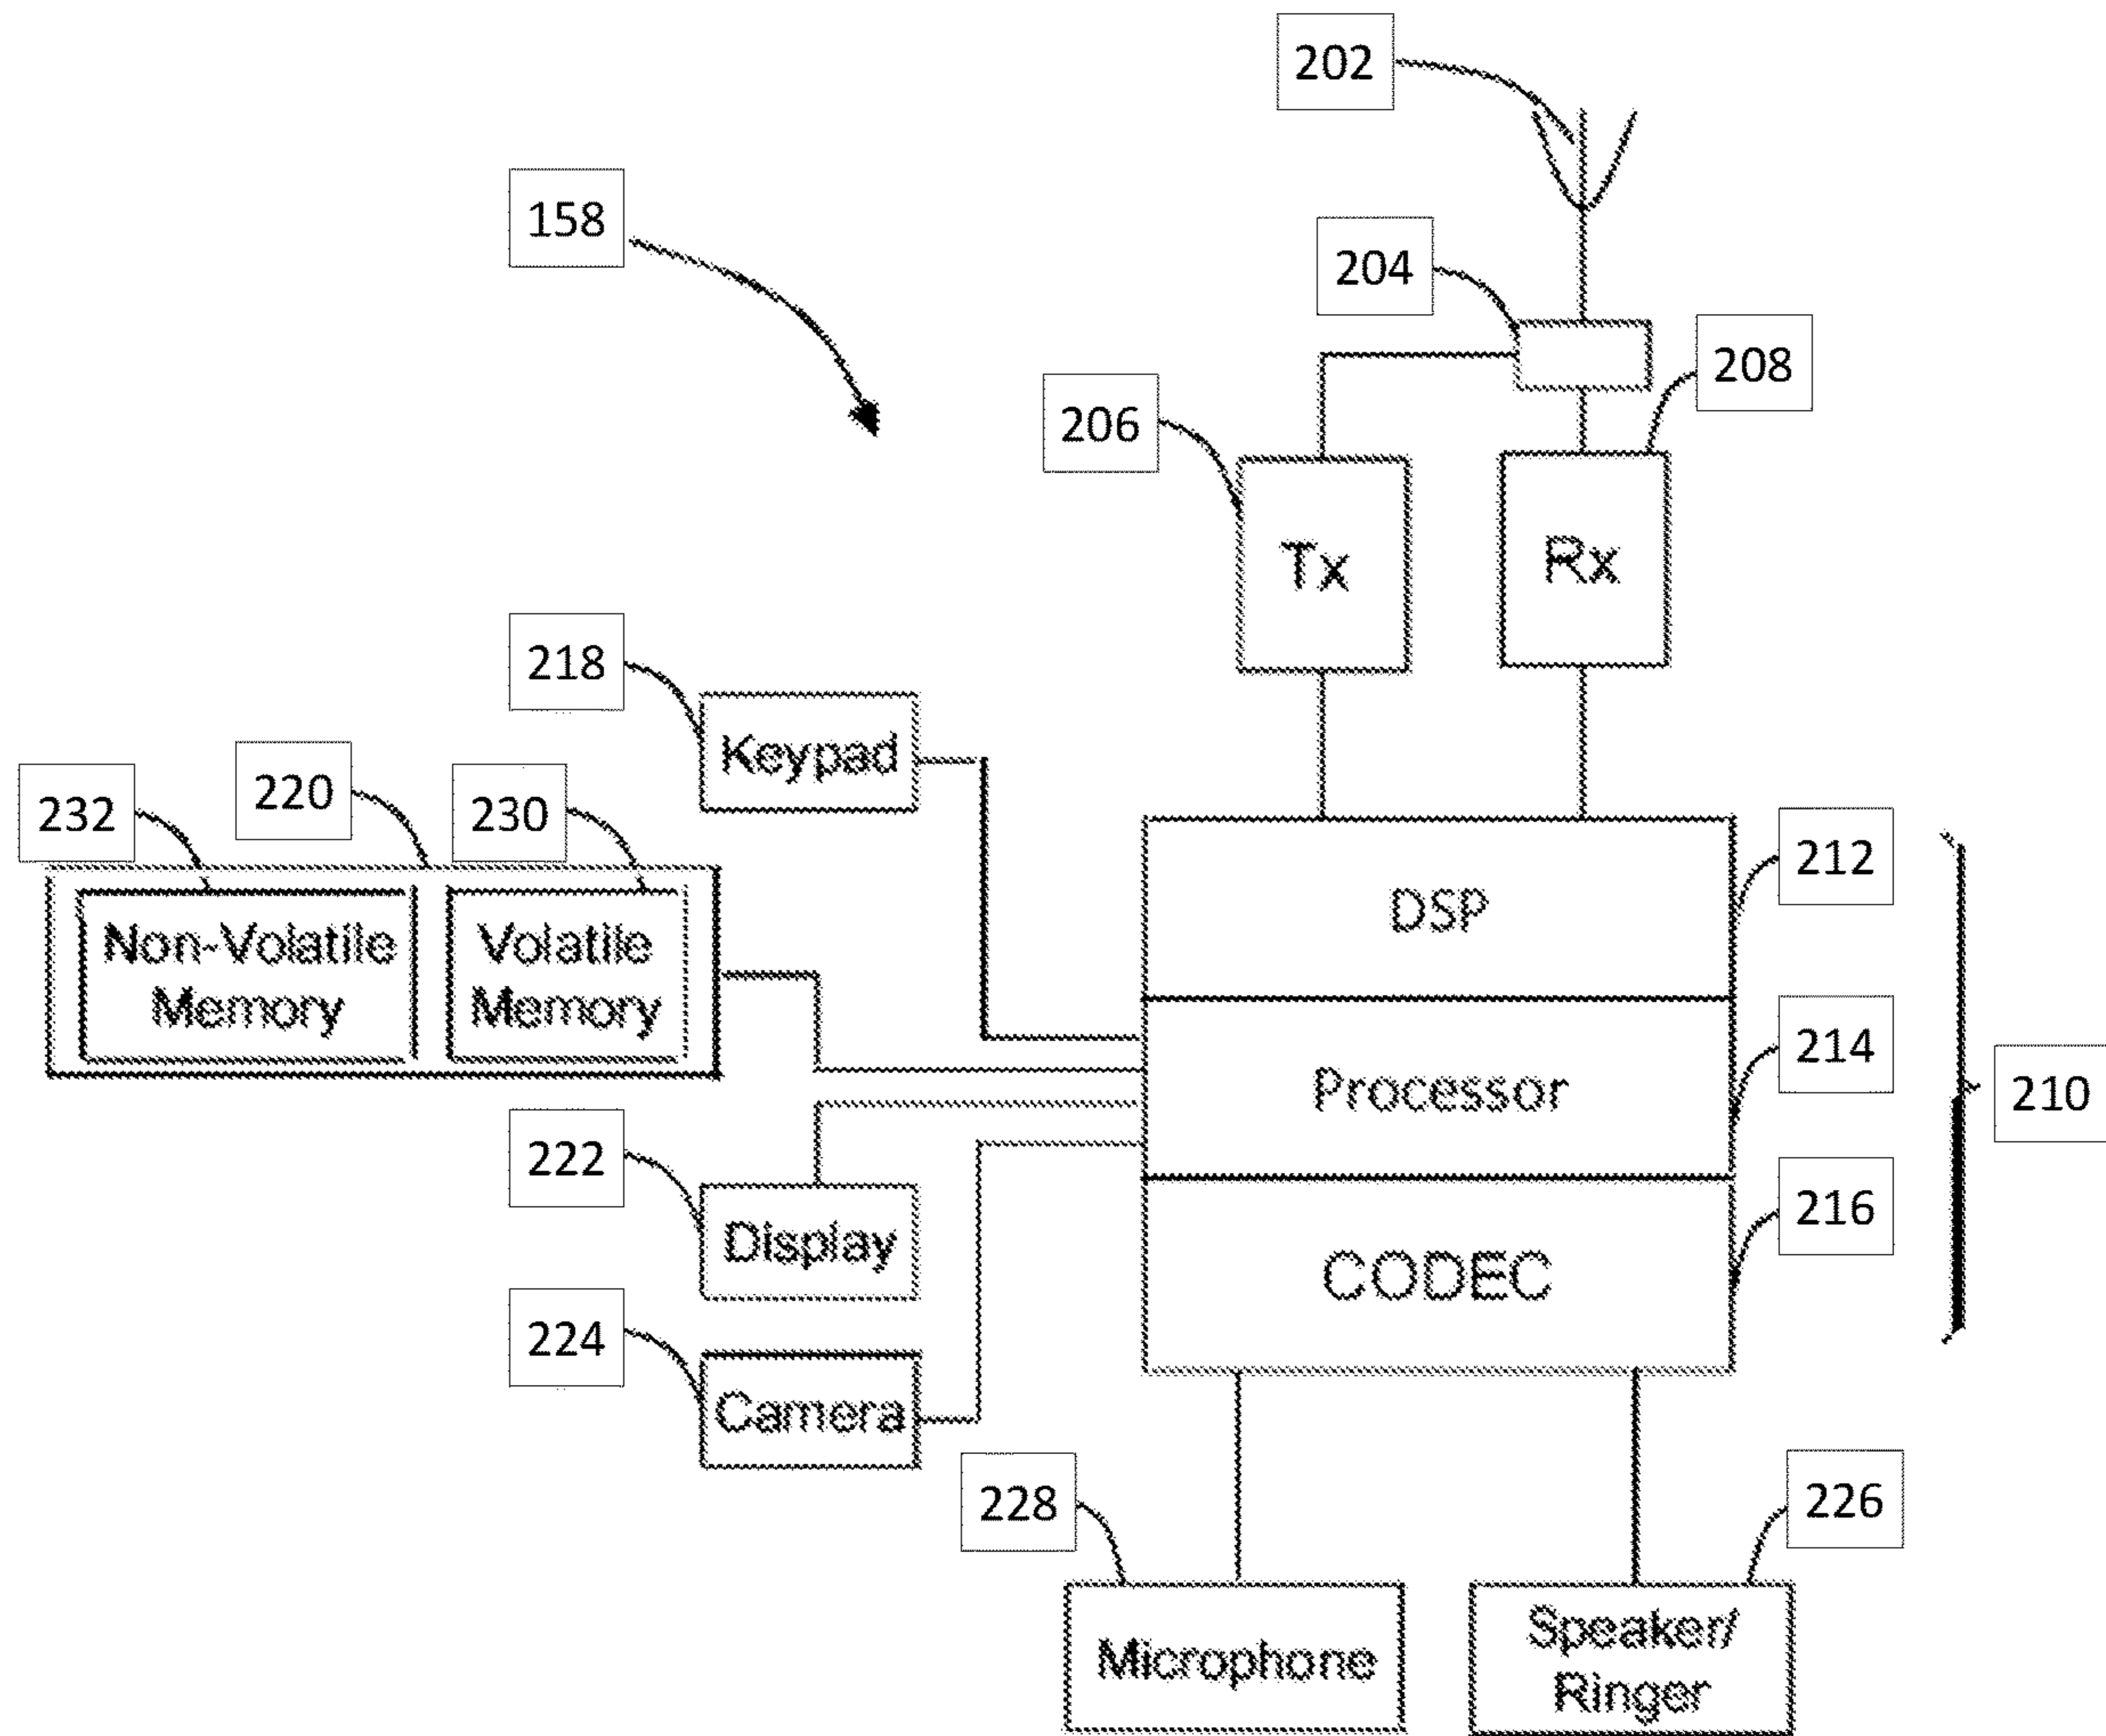 202
158
204
208
206
Tx
Rx
218
Keypad
232
220
230
212
Non-Volatile
Memory
Volatile
Memory
DSP
214
Processor
210
222
Display
216
CODEC
224
Camera
228
226
Microphone
Speaker/
Ringer